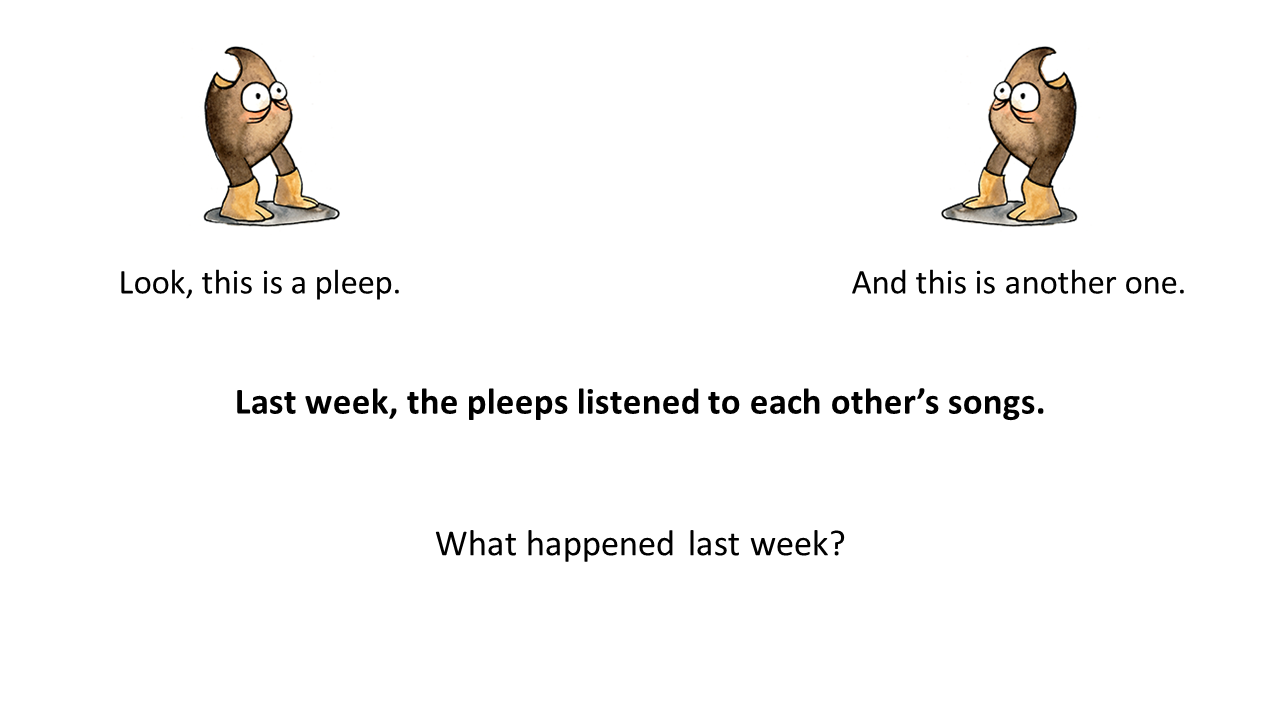 Look, this is a pleep.
And this is another one.
Last week, the pleeps listened to each other’s songs.
What happened last week?